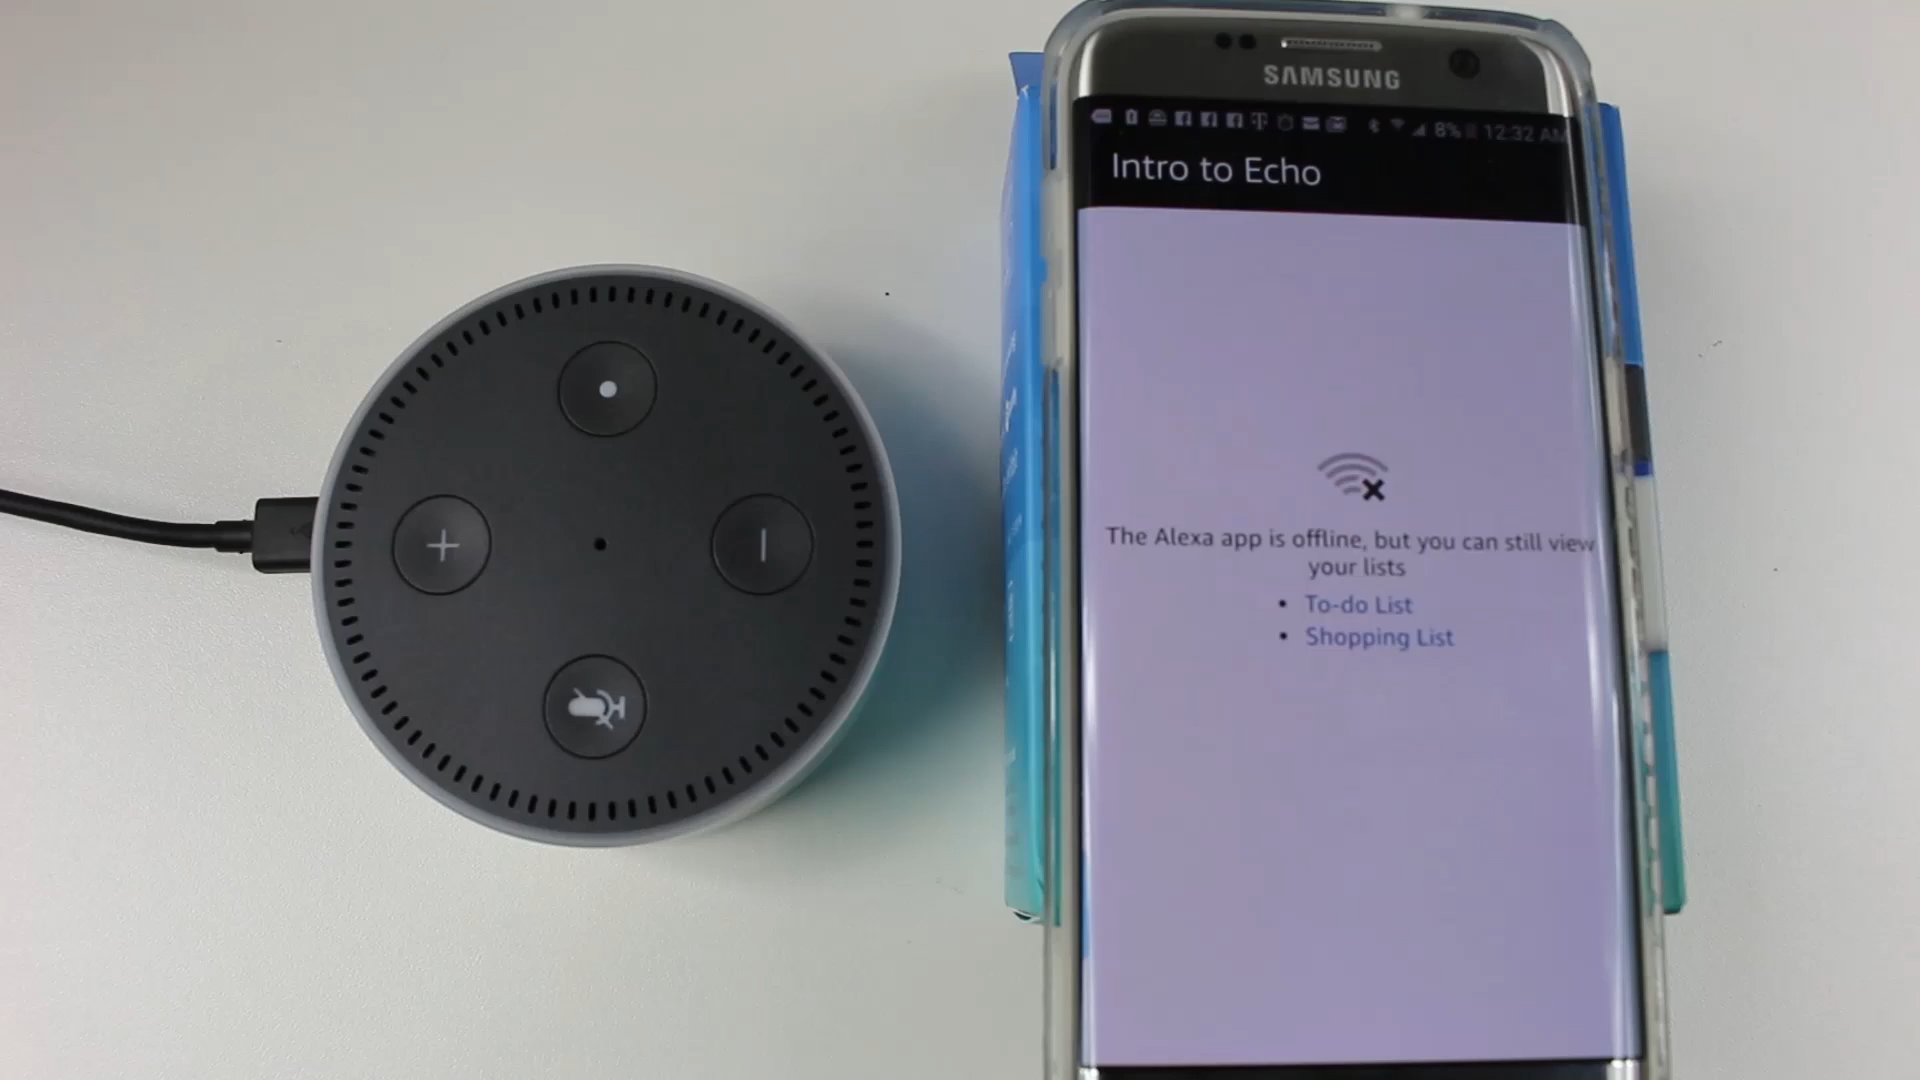 SAMSUNG
8% 12:32 AM
Intro to Echo
The Alexa app is offline, but you can still view
your lists
• To-do List
• Shopping List